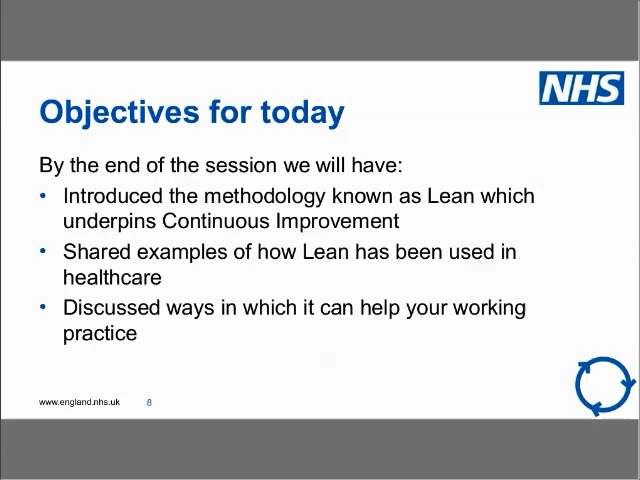 NHS
Objectives for today
By the end of the session we will have:
• Introduced the methodology known as Lean which
underpins Continuous Improvement
• Shared examples of how Lean has been used in
healthcare
• Discussed ways in which it can help your working
practice
www.england.nhs.uk 8